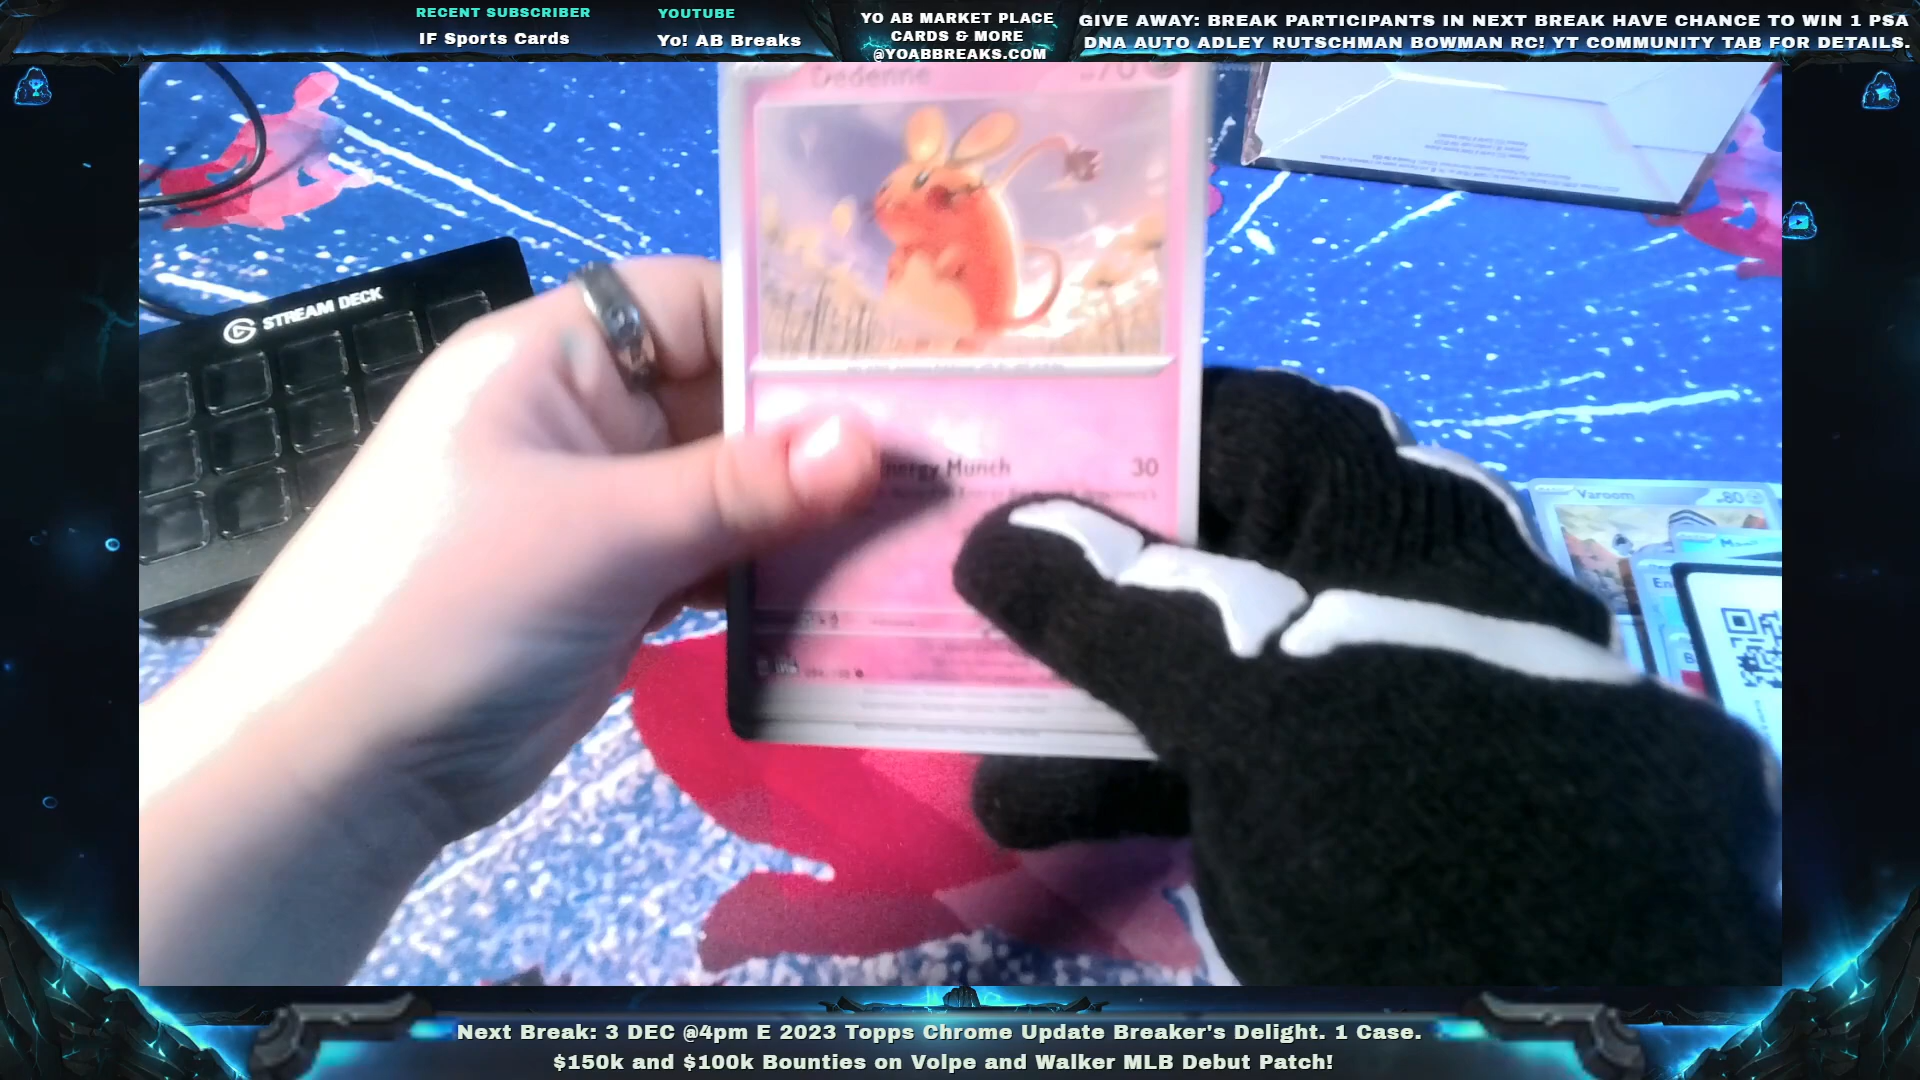 RECENT SUBSCRIBER
IF Sports Cards
YOUTUBE
Yo! AB Breaks
YO AB MARKET PLACE
CARDS & MORE
@YOABBREAKS.COM
GIVE AWAY: BREAK PARTICIPANTS IN NEXT BREAK HAVE CHANCE TO WIN 1 PSA
DNA AUTO ADLEY RUTSCHMAN BOWMAN RC! YT COMMUNITY TAB FOR DETAILS.
Dedenne
70
STREAM DECK
Energy Munch 30
Varoom 80
Next Break: 3 DEC @4pm E 2023 Topps Chrome Update Breaker's Delight. 1 Case.
$150k and $100k Bounties on Volpe and Walker MLB Debut Patch!